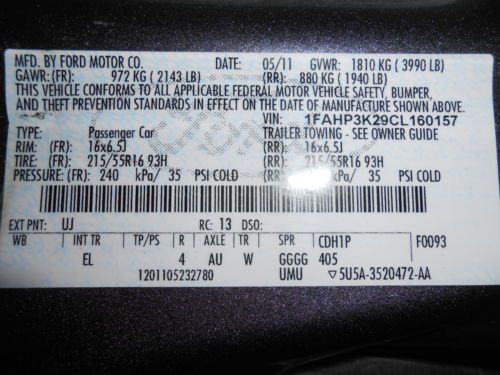 MFD. BY FORD MOTOR CO. DATE: 05/11 GVWR: 1810 KG ( 3990 LB)
GAWR: (FR): 972 KG ( 2143 LB) (RR): 880 KG ( 1940 LB)
THIS VEHICLE CONFORMS TO ALL APPLICABLE FEDERAL MOTOR VEHICLE SAFETY, BUMPER,
AND THEFT PREVENTION STANDARDS IN EFFECT ON THE DATE OF MANUFACTURE SHOWN ABOVE.
VIN: 1FAHP3K29CL160157
TYPE: Passenger Car TRAILER TOWING - SEE OWNER GUIDE
RIM: (FR): 16x6.5J (RR): 16x6.5J
TIRE: (FR): 215/55R16 93H (RR): 215/55R16 93H
PRESSURE: (FR): 240 kPa/ 35 PSI COLD kPa/ 35 PSI COLD
EXT PNT: UJ RC: 13 DSO:
WB INT TR TP/PS R AXLE TR SPR CDH1P F0093
EL 4 AU W GGGG 405
1201105232780 UMU ▽5U5A-3520472-AA